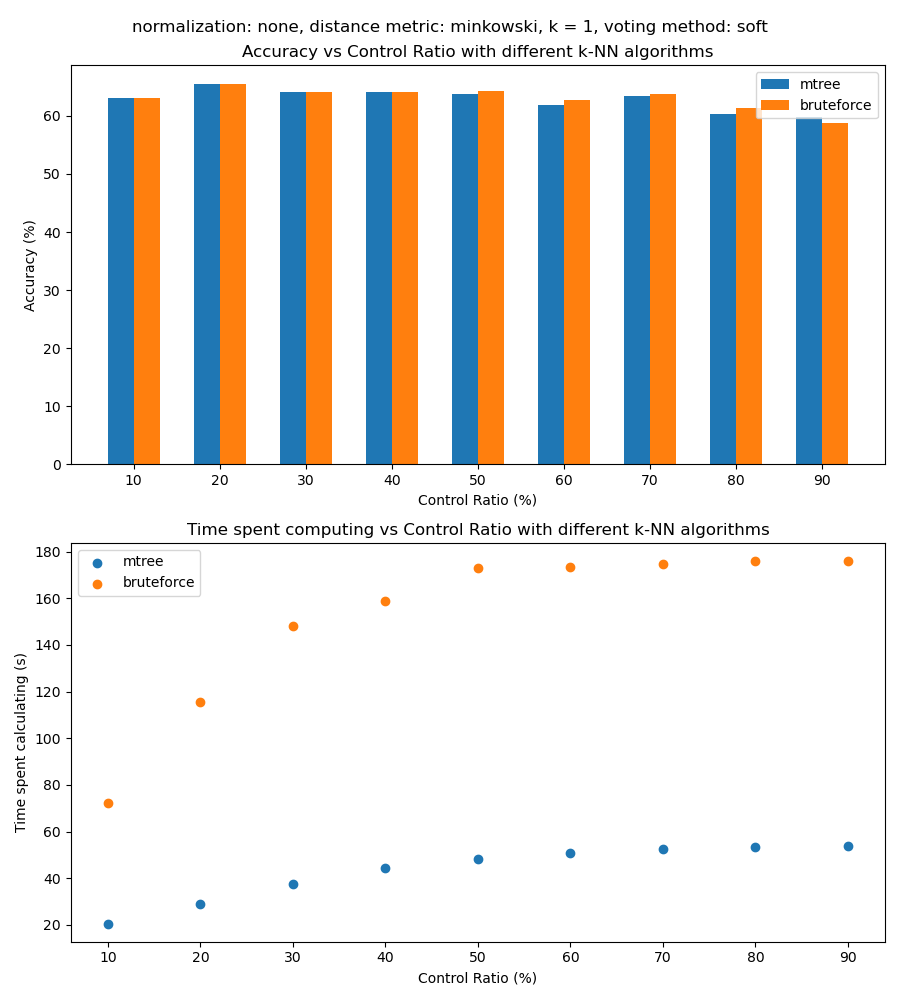 normalization: none, distance metric: minkowski, k = 1, voting method: soft
Accuracy vs Control Ratio with different k-NN algorithms
mtree
bruteforce
60
50
40
30
20
10
0
Accuracy (%)
10 20 30 40 50 60 70 80 90
Control Ratio (%)
Time spent computing vs Control Ratio with different k-NN algorithms
mtree
bruteforce
180
160
140
120
100
80
60
40
20
Time spent calculating (s)
10 20 30 40 50 60 70 80 90
Control Ratio (%)